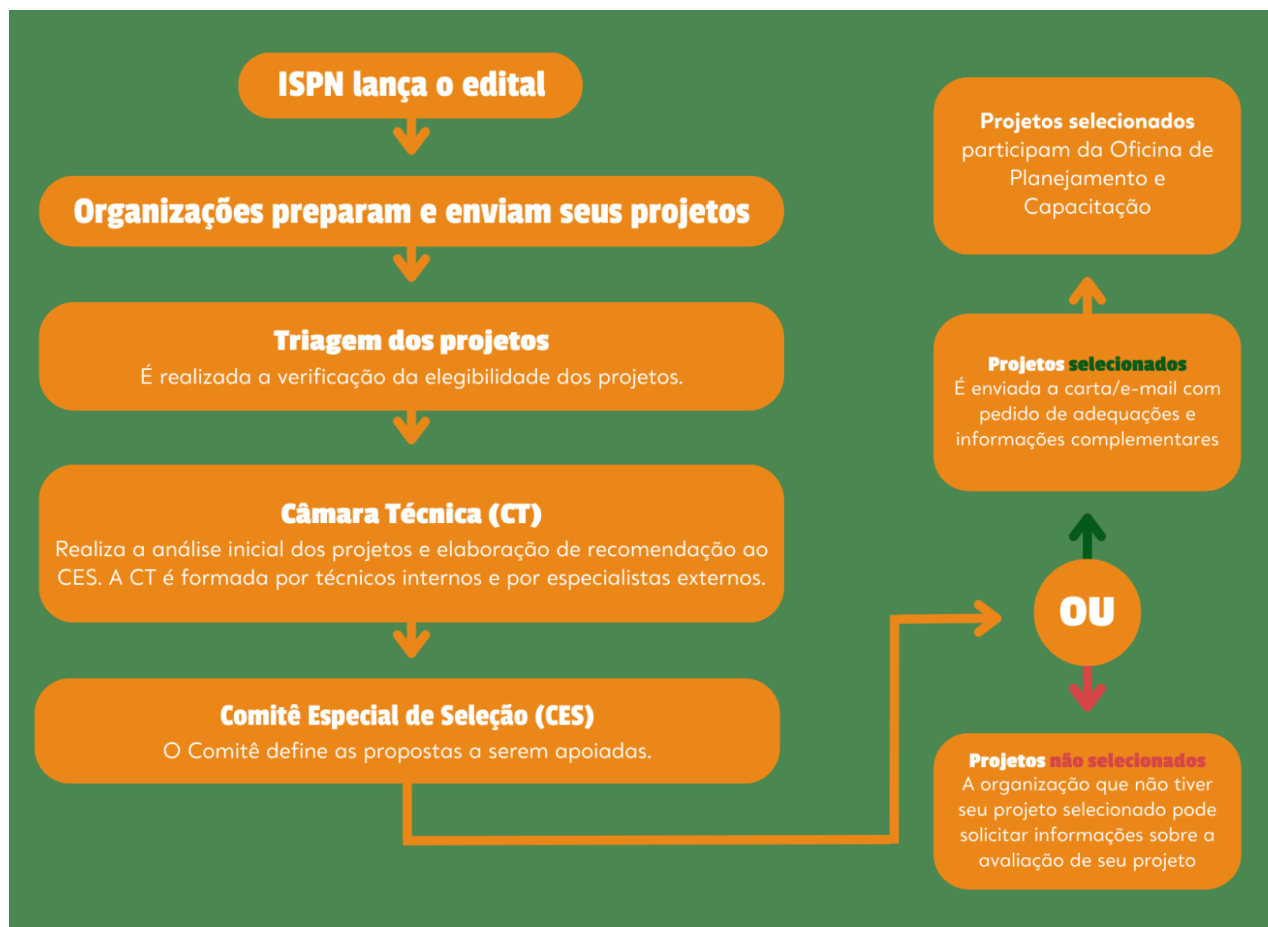 ISPN lança o edital
Organizações preparam e enviam seus projetos
Triagem dos projetos
É realizada a verificação da elegibilidade dos projetos.
Câmara Técnica (CT)
Realiza a análise inicial dos projetos e elaboração de recomendação ao
CES. A CT é formada por técnicos internos e por especialistas externos.
Comitê Especial de Seleção (CES)
O Comitê define as propostas a serem apoiadas.
OU
Projetos selecionados
É enviada a carta/e-mail com
pedido de adequações e
informações complementares
Projetos selecionados
participam da Oficina de
Planejamento e
Capacitação
Projetos não selecionados
A organização que não tiver
seu projeto selecionado pode
solicitar informações sobre a
avaliação de seu projeto